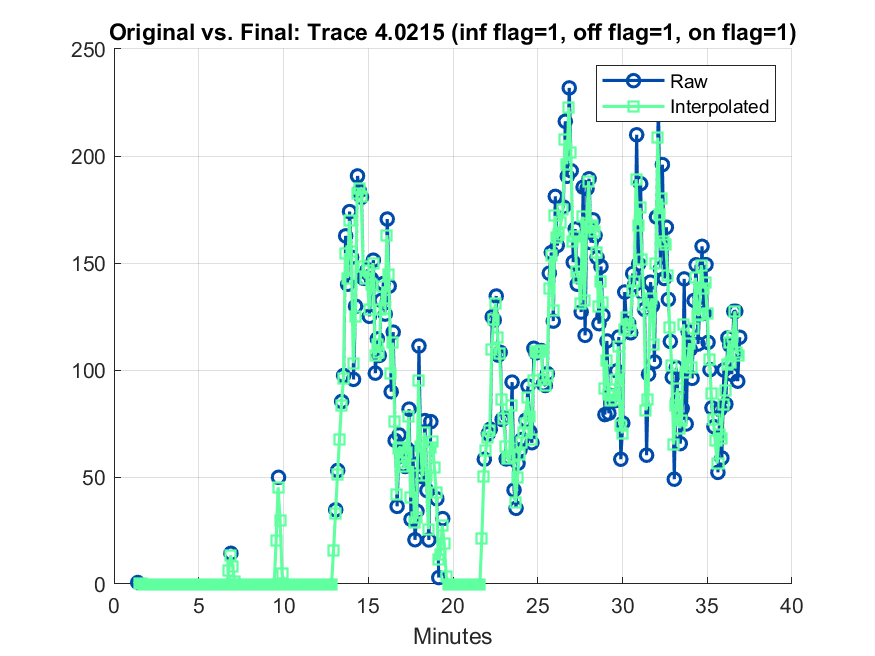 Original vs. Final: Trace 4.0215 (inf flag=1, off flag=1, on flag=1)
250
200
150
100
50
0
Raw
Interpolated
0 5 10 15 20 25 30 35 40
Minutes